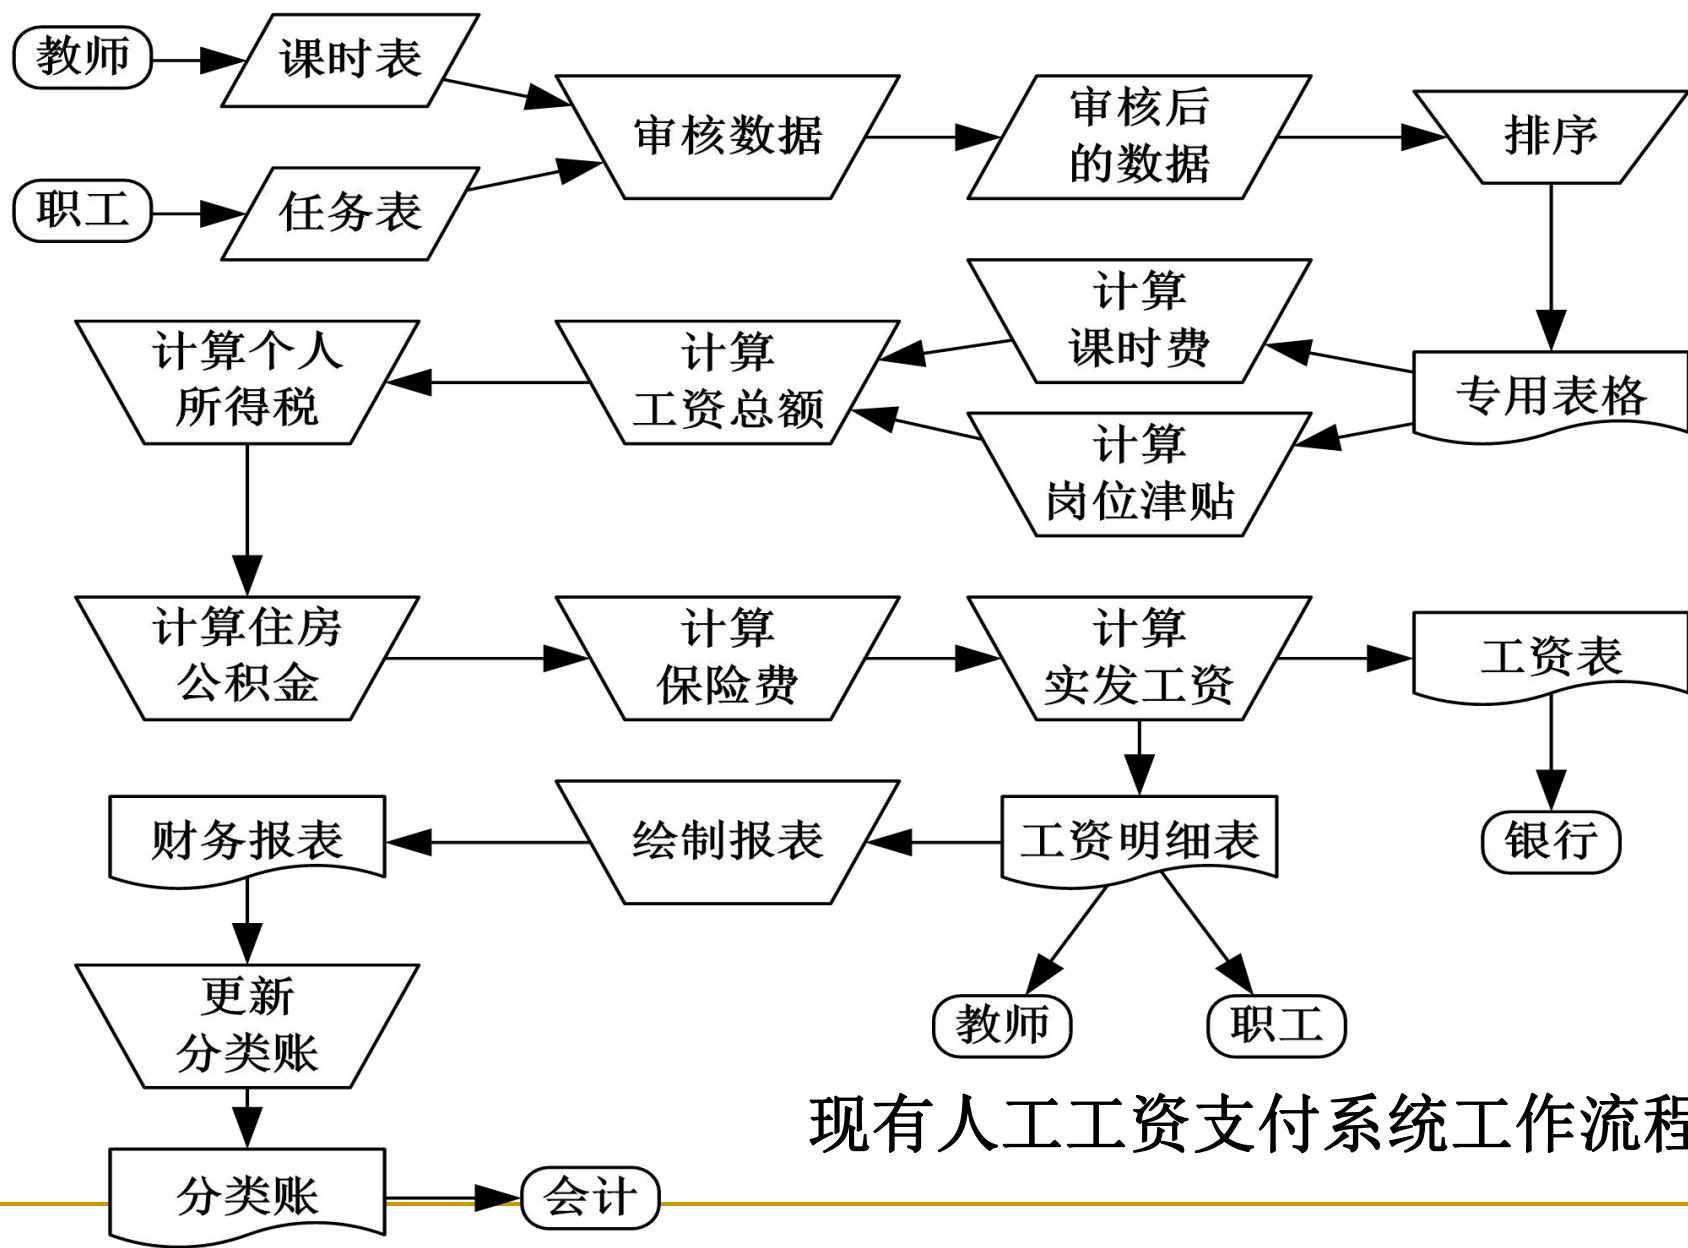 教师
课时表
审核数据
审核后
的数据
排序
职工
任务表
计算
课时费
计算个人
所得税
计算
工资总额
专用表格
计算
岗位津贴
计算住房
公积金
计算
保险费
计算
实发工资
工资表
财务报表
绘制报表
工资明细表
银行
更新
分类账
教师
职工
现有人工工资支付系统工作流程
分类账
会计